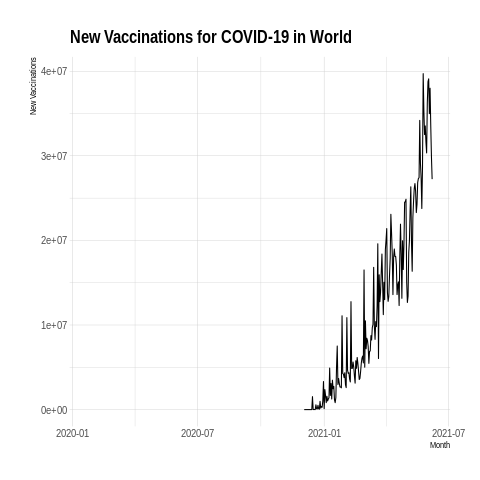 New Vaccinations for COVID-19 in World
New Vaccinations
4e+07
3e+07
2e+07
1e+07
0e+00
2020-01
2020-07
2021-01
2021-07
Month